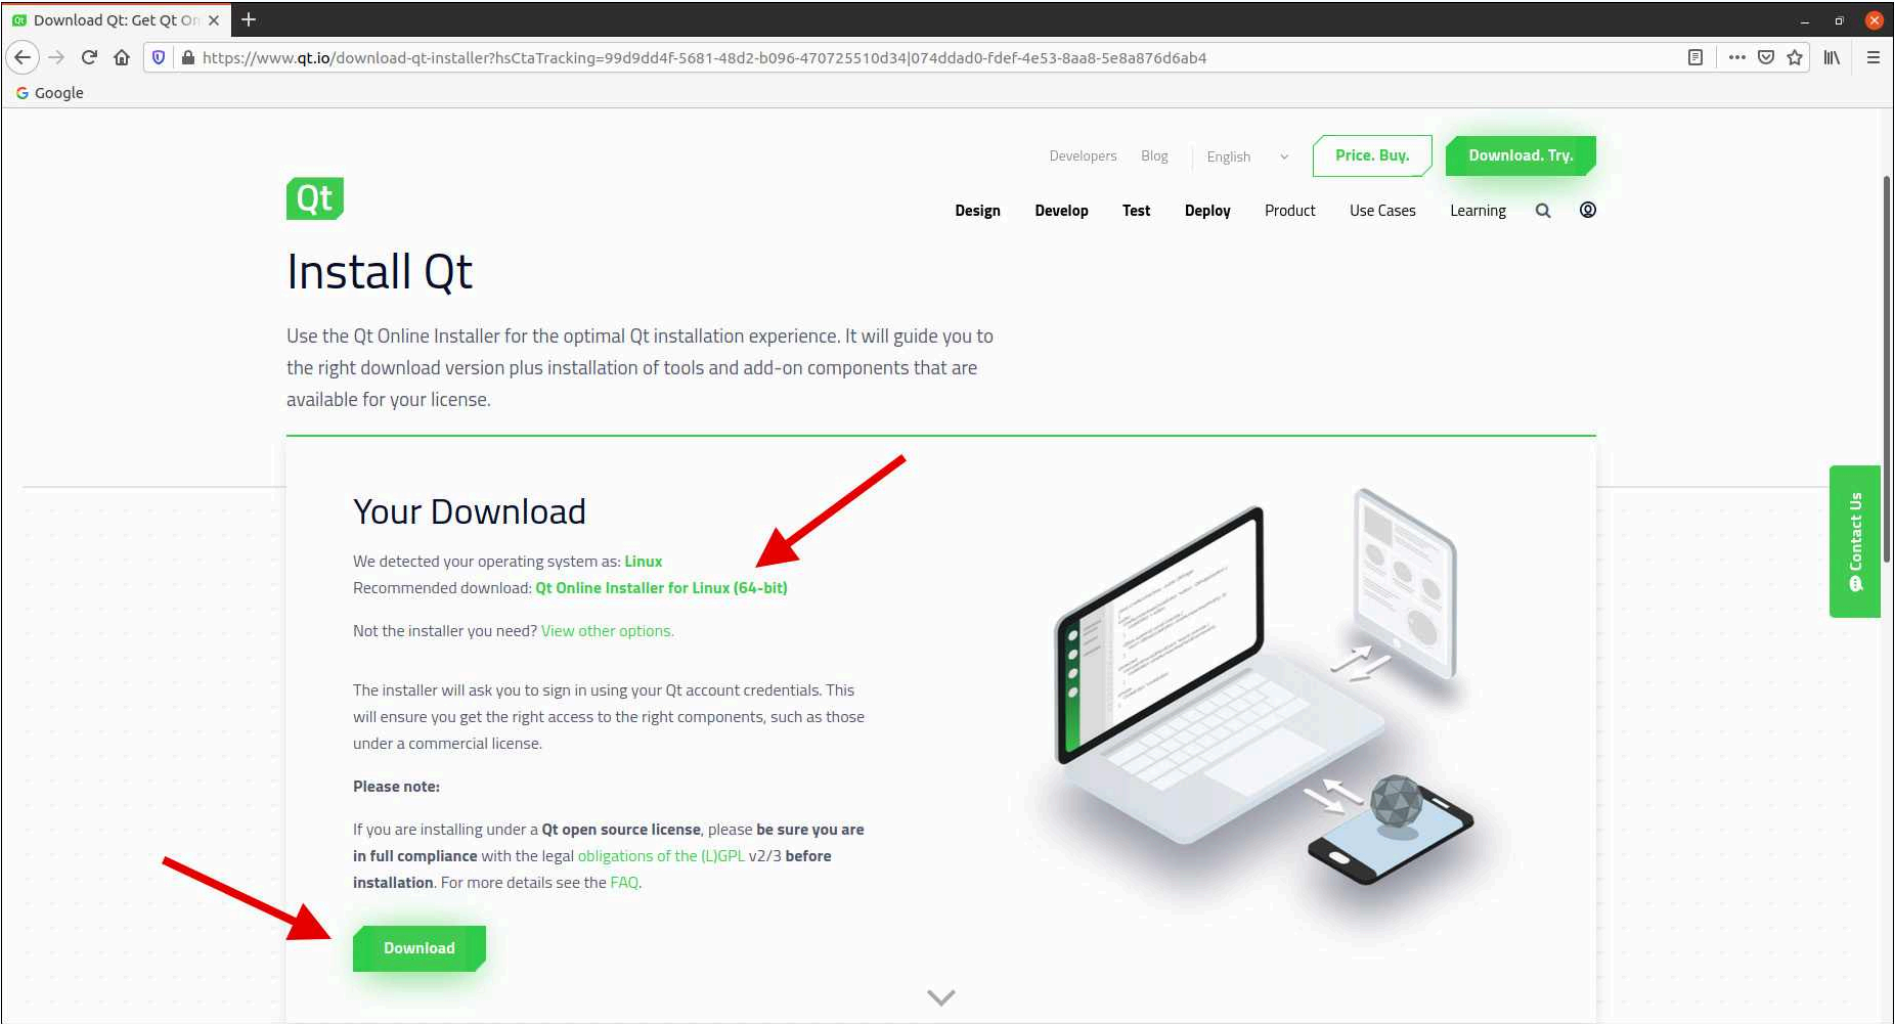 Download Qt: Get Qt On
https://www.qt.io/download-qt-installer?hsCtaTracking=99d9dd4f-5681-48d2-b096-470725510d34|074ddad0-fdef-4e53-8aa8-5e8a876d6ab4
Google
Developers Blog English Price. Buy. Download. Try.
Qt
Design Develop Test Deploy Product Use Cases Learning
Install Qt
Use the Qt Online Installer for the optimal Qt installation experience. It will guide you to
the right download version plus installation of tools and add-on components that are
available for your license.
Your Download
We detected your operating system as: Linux
Recommended download: Qt Online Installer for Linux (64-bit)
Not the installer you need? View other options.
The installer will ask you to sign in using your Qt account credentials. This
will ensure you get the right access to the right components, such as those
under a commercial license.
Please note:
If you are installing under a Qt open source license, please be sure you are
in full compliance with the legal obligations of the (L)GPL v2/3 before
installation. For more details see the FAQ.
Download
Contact Us